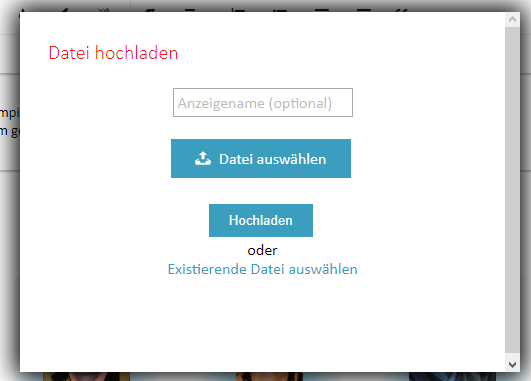 Datei hochladen
Anzeigename (optional)
Datei auswählen
Hochladen
oder
Existierende Datei auswählen